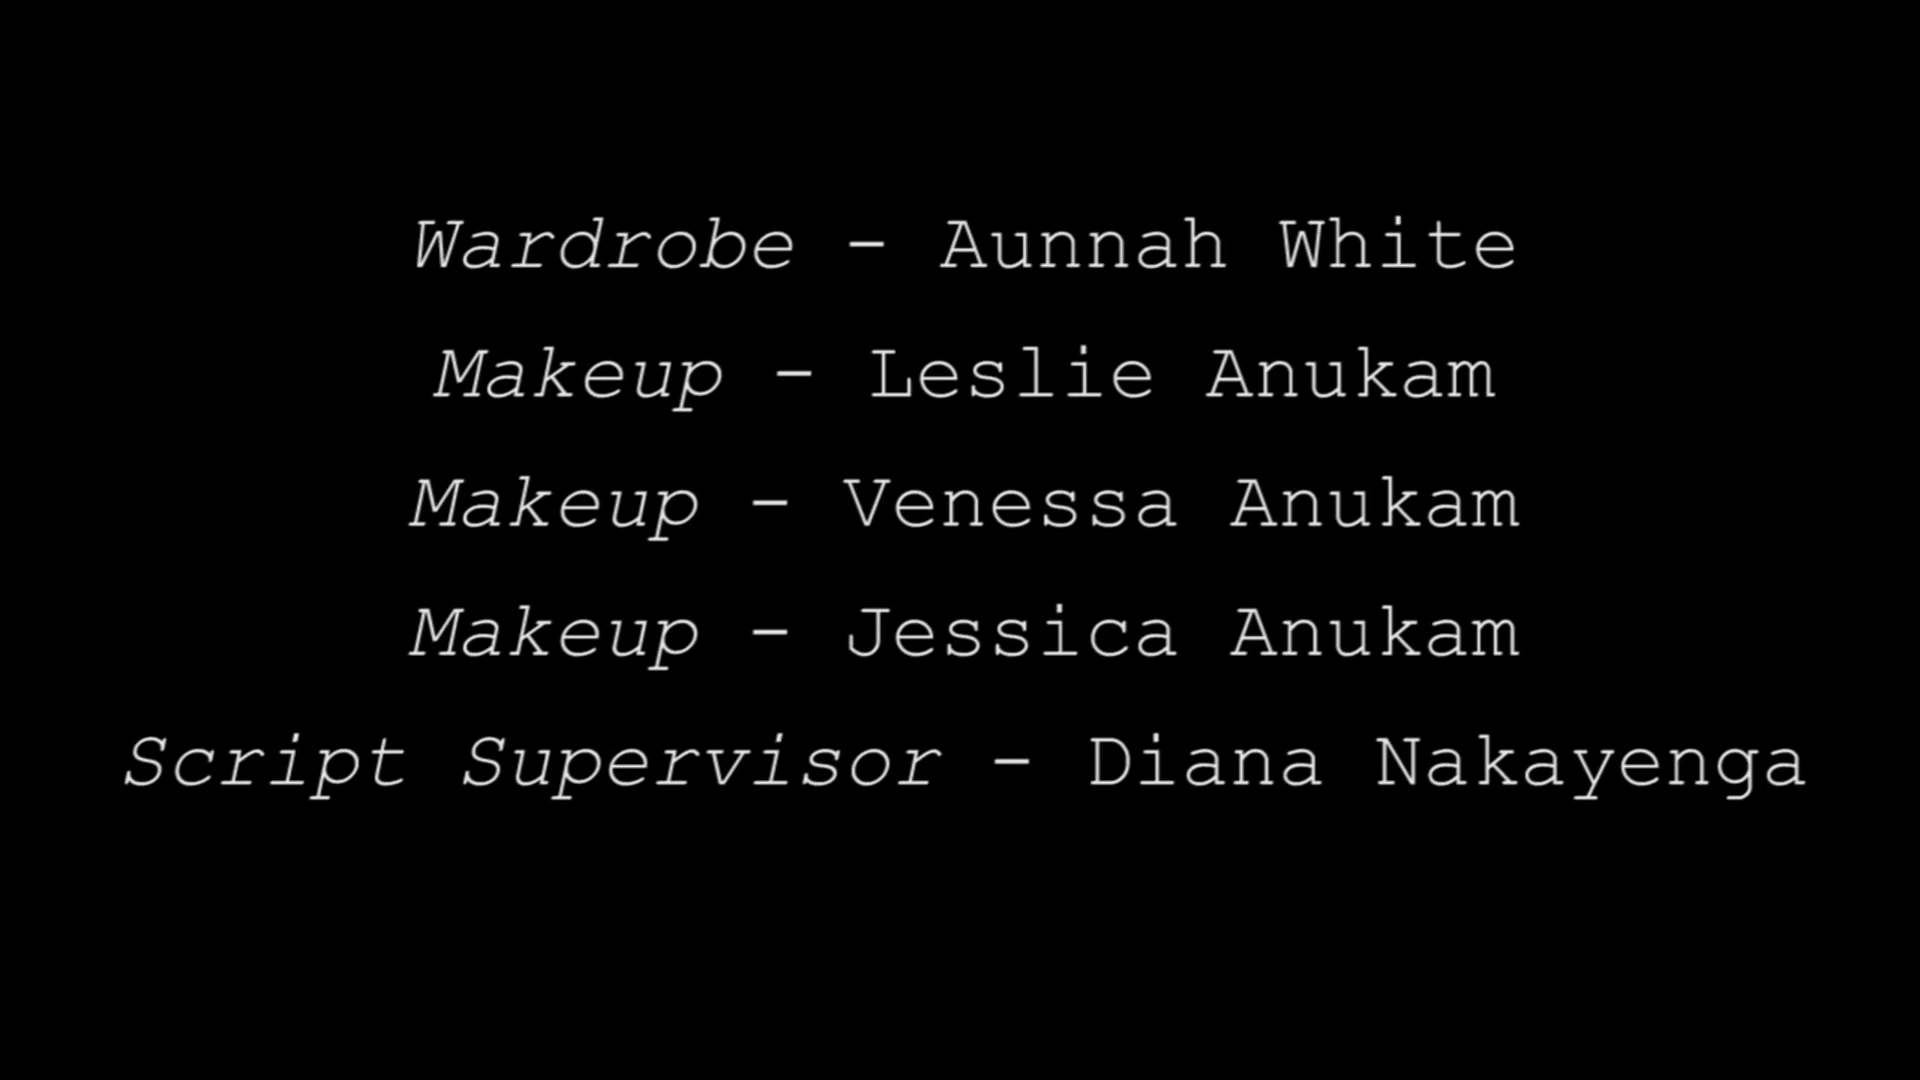 Wardrobe - Aunnah White
Makeup - Leslie Anukam
Makeup - Venessa Anukam
Makeup - Jessica Anukam
Script Supervisor - Diana Nakayenga